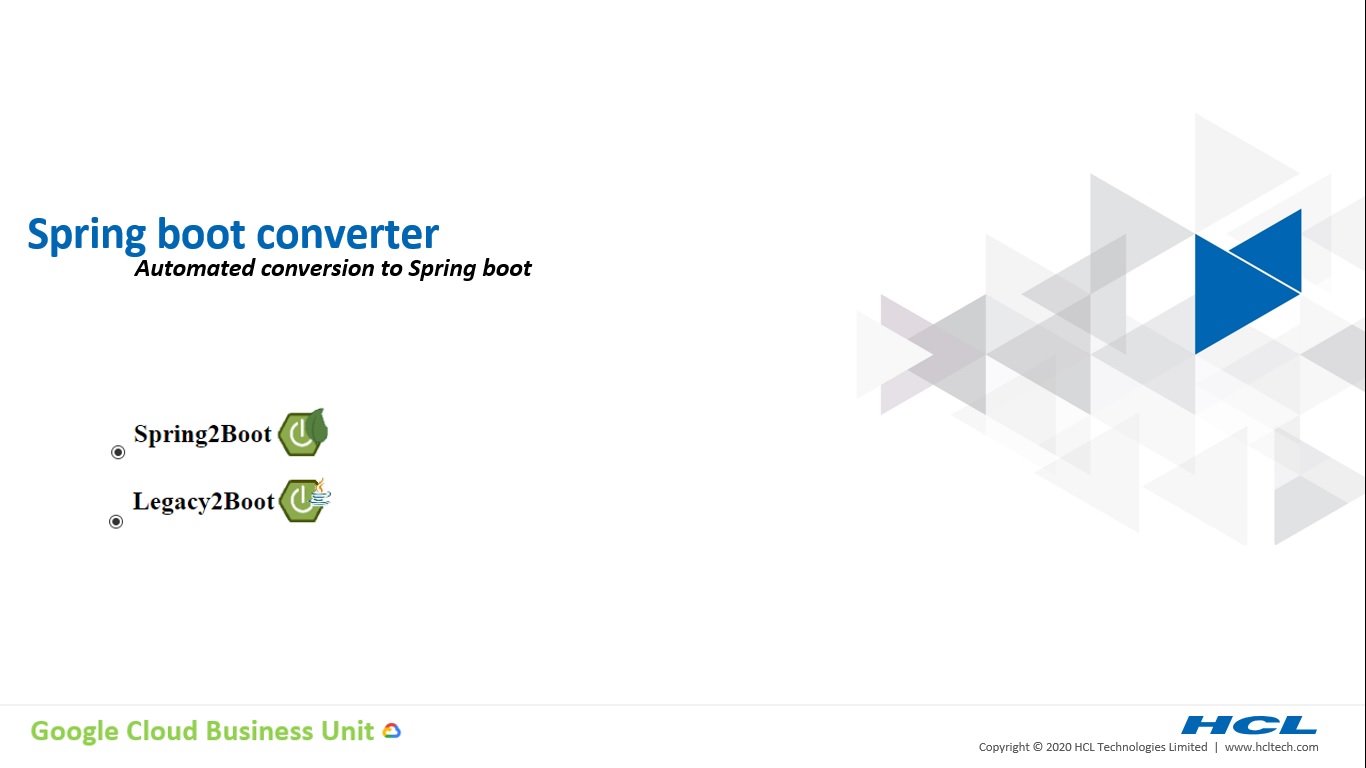 Spring boot converter
Automated conversion to Spring boot
Spring2Boot
Legacy2Boot
Google Cloud Business Unit
HCL
Copyright © 2020 HCL Technologies Limited | www.hcltech.com